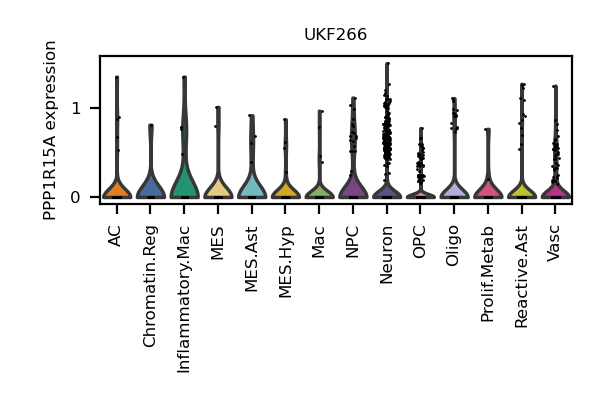 UKF266
PPP1R15A expression
1
0
AC
Chromatin.Reg
Inflammatory.Mac
MES
MES.Ast
MES.Hyp
Mac
NPC
Neuron
OPC
Oligo
Prolif.Metab
Reactive.Ast
Vasc